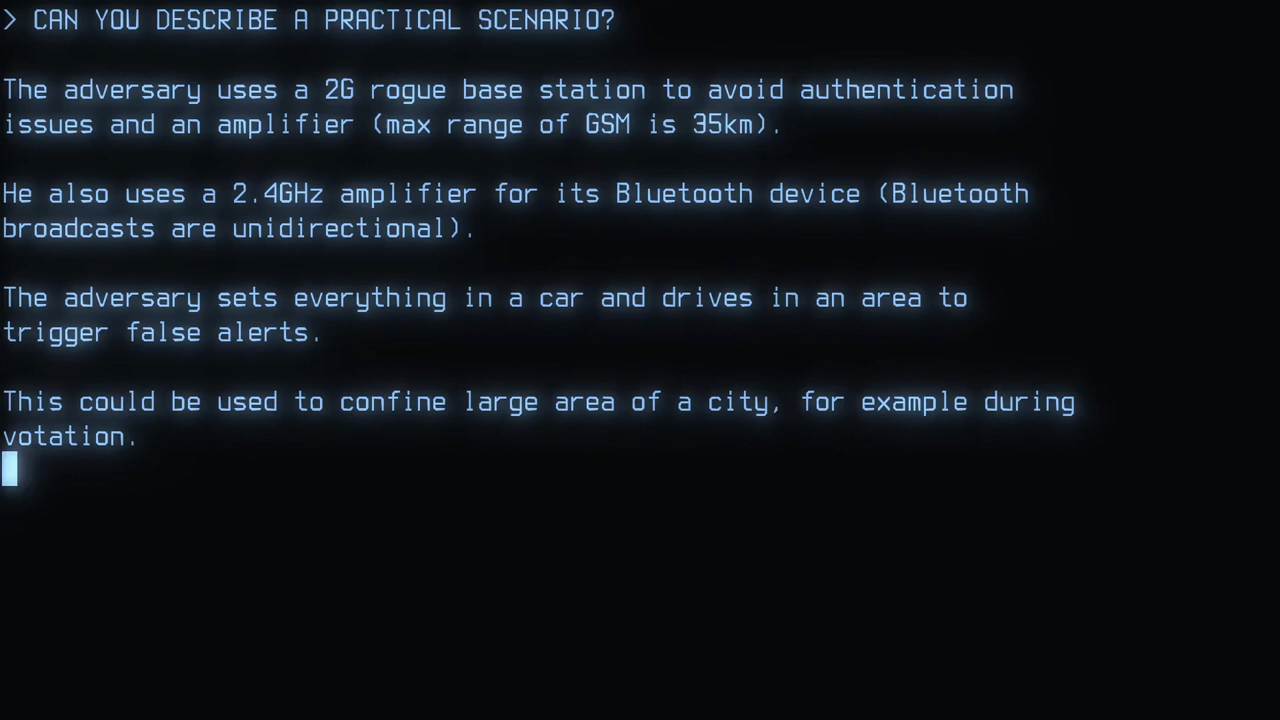 > CAN YOU DESCRIBE A PRACTICAL SCENARIO?
The adversary uses a 2G rogue base station to avoid authentication
issues and an amplifier (max range of GSM is 35km).
He also uses a 2.4GHz amplifier for its Bluetooth device (Bluetooth
broadcasts are unidirectional).
The adversary sets everything in a car and drives in an area to
trigger false alerts.
This could be used to confine large area of a city, for example during
votation.